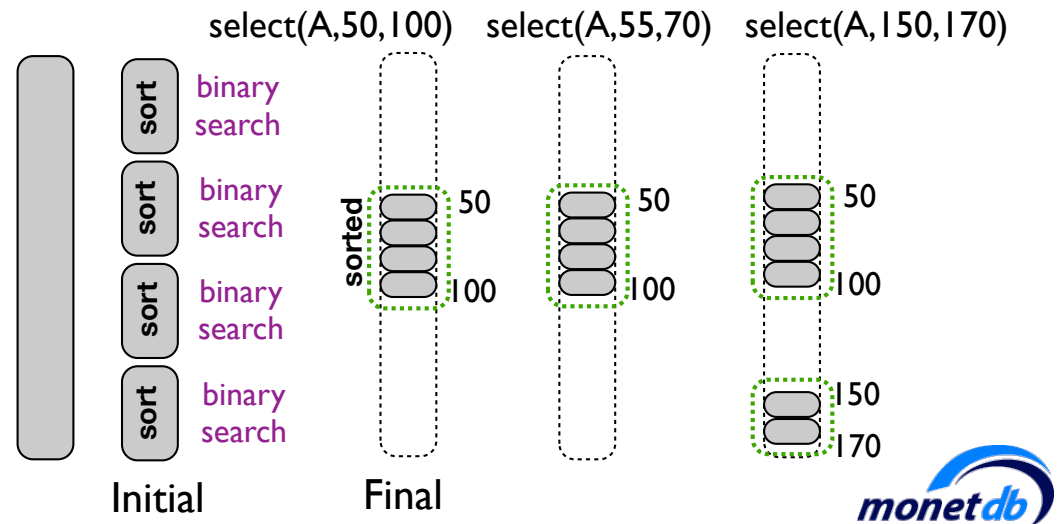 select(A,50,100) select(A,55,70) select(A,150,170)
sort
binary
search
sort
binary
search
sort
binary
search
sort
binary
search
sorted
50
100
50
100
50
100
150
170
Initial
Final
monetdb